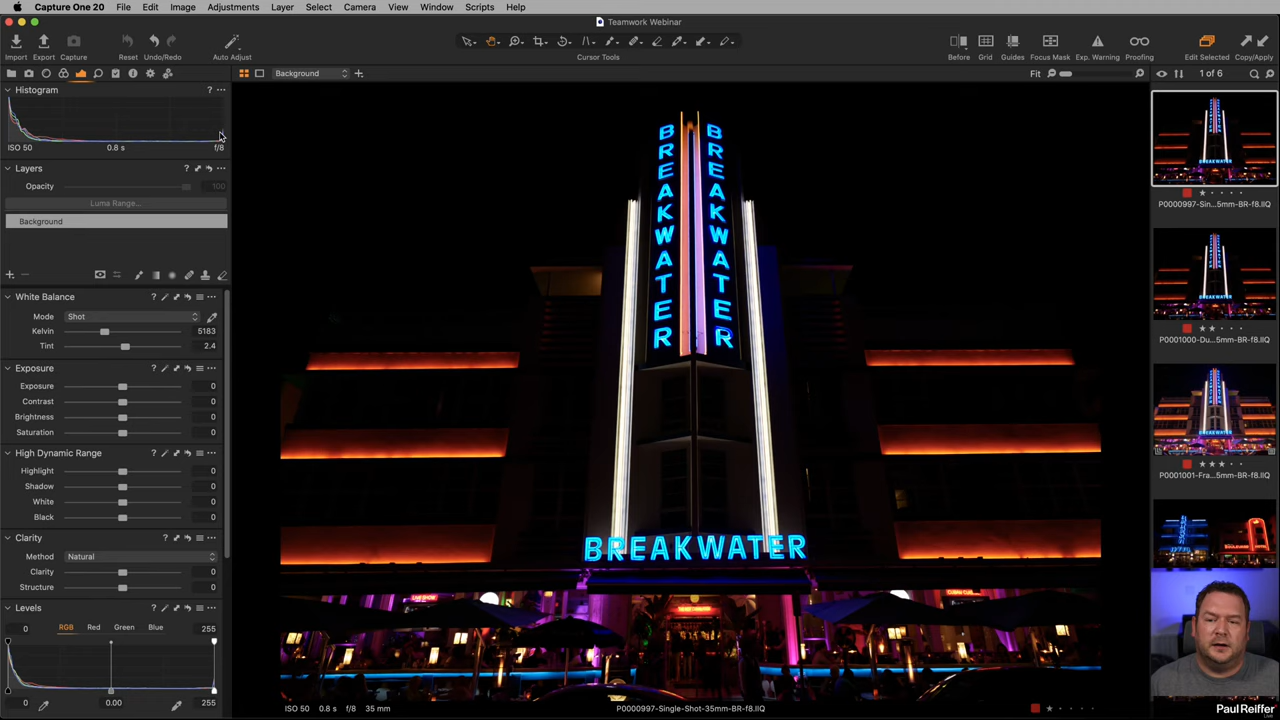 Capture One 20 File Edit Image Adjustments Layer Select Camera View Window Scripts Help
Teamwork Webinar
Import Export Capture Reset Undo/Redo Auto Adjust Cursor Tools Before Grid Guides Focus Mask Exp. Warning Proofing Edit Selected Copy/Apply
Background Fit 1 of 6
Histogram ?
ISO 50 0.8 s f/8
Layers ?
Opacity 100
Luma Range...
Background
White Balance ?
Mode Shot
Kelvin 5183
Tint 2.4
Exposure ?
Exposure 0
Contrast 0
Brightness 0
Saturation 0
High Dynamic Range ?
Highlight 0
Shadow 0
White 0
Black 0
Clarity ?
Method Natural
Clarity 0
Structure 0
Levels ?
0 RGB Red Green Blue 255
0 0.00 255
BREAKWATER BREAKWATER
BREAKWATER
ISO 50 0.8 s f/8 35 mm P0000997-Single-Shot-35mm-BR-f8.IIQ
P0000997-Sin...5mm-BR-f8.IIQ
P0001000-Du...5mm-BR-f8.IIQ
P0001001-Fra...5mm-BR-f8.IIQ
Paul Reiffer
Live